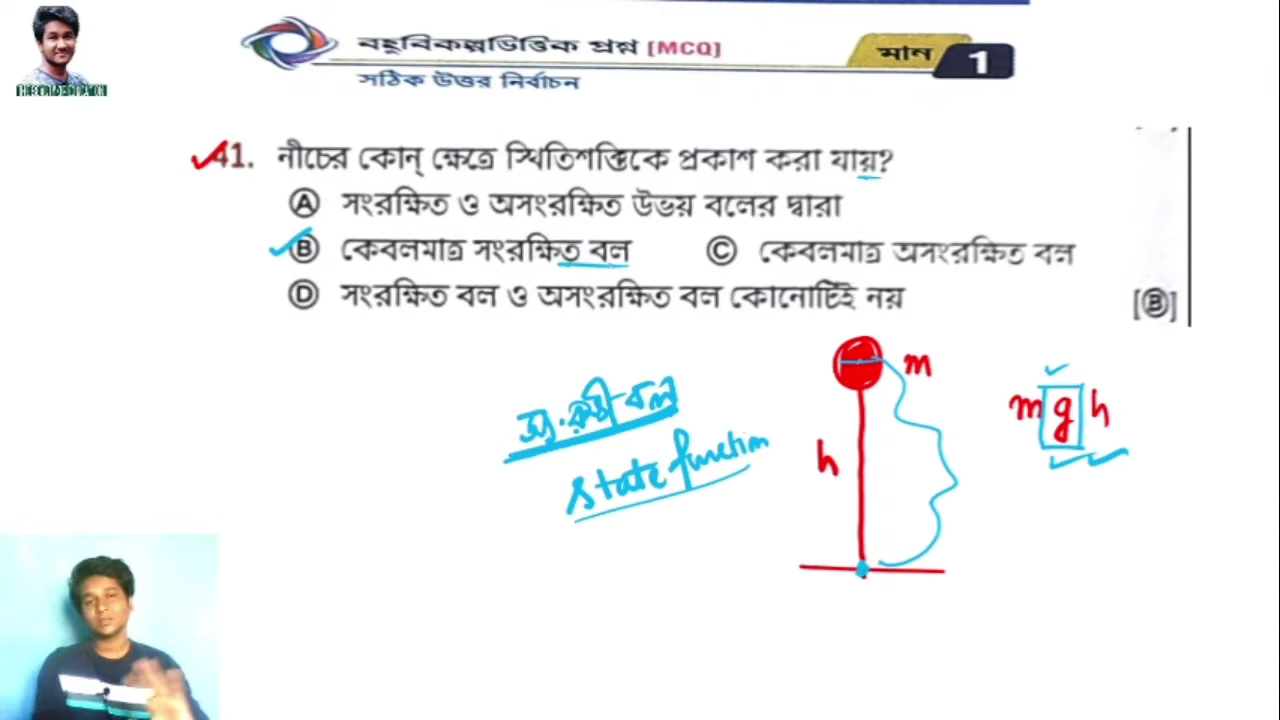 বহুবিকল্পভিত্তিক প্রশ্ন [MCQ]
মান 1
সঠিক উত্তর নির্বাচন
41. নীচের কোন্ ক্ষেত্রে স্থিতিশক্তিকে প্রকাশ করা যায়?
Ⓐ সংরক্ষিত ও অসংরক্ষিত উভয় বলের দ্বারা
Ⓑ কেবলমাত্র সংরক্ষিত বল Ⓒ কেবলমাত্র অসংরক্ষিত বল
Ⓓ সংরক্ষিত বল ও অসংরক্ষিত বল কোনোটিই নয়
[Ⓑ]
m
mgh
বল
h
state function